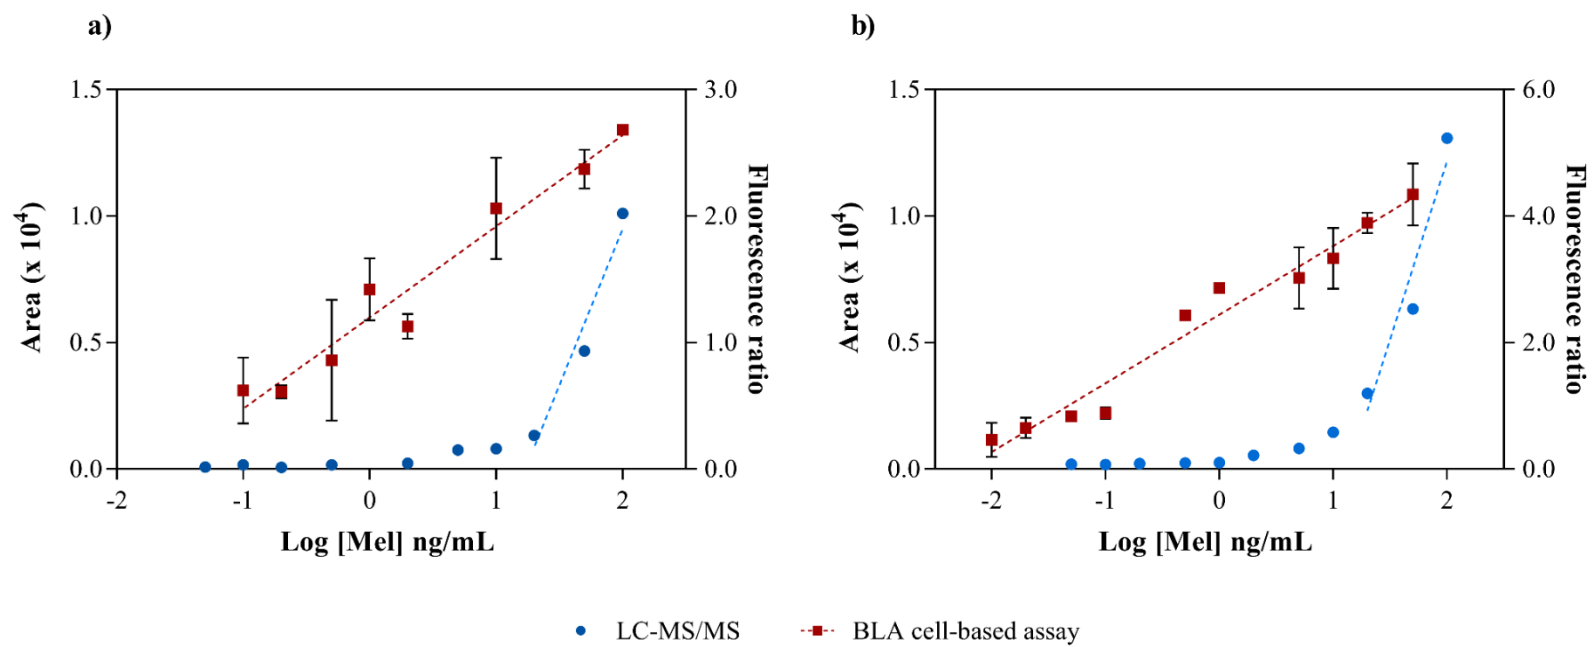 a)
b)
1.5
1.0
0.5
0.0
3.0
2.0
1.0
0.0
Area (x 10⁴)
Fluorescence ratio
-2 -1 0 1 2
Log [Mel] ng/mL
1.5
1.0
0.5
0.0
6.0
4.0
2.0
0.0
Area (x 10⁴)
Fluorescence ratio
-2 -1 0 1 2
Log [Mel] ng/mL
LC-MS/MS
BLA cell-based assay